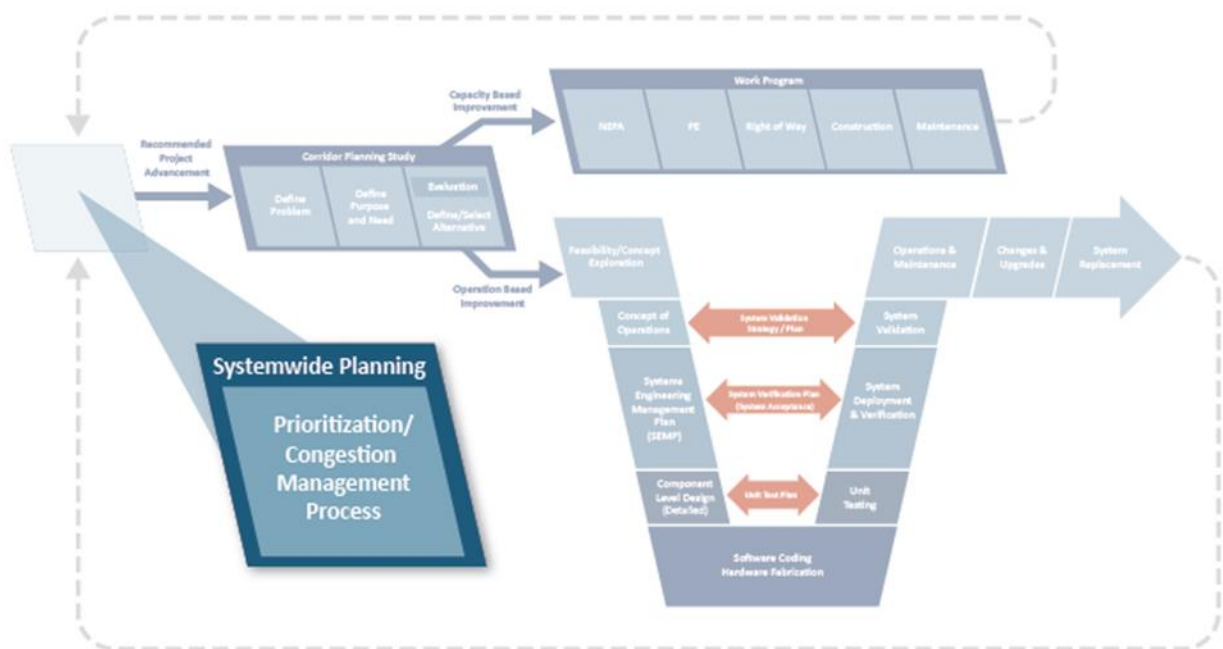 Work Program
NEPA
PE
Right of Way
Construction
Maintenance
Capacity Based
Improvement
Recommended
Project
Advancement
Corridor Planning Study
Define
Problem
Define
Purpose
and Need
Evaluation
Define/Select
Alternative
Operation Based
Improvement
Systemwide Planning
Prioritization/
Congestion
Management
Process
Feasibility/Concept
Exploration
Concept of
Operations
Systems
Engineering
Management
Plan
(SEMP)
Component
Level Design
(Detailed)
Software Coding
Hardware Fabrication
System Validation
Strategy / Plan
System Verification Plan
(System Acceptance)
Unit Test Plan
Unit
Testing
System
Deployment
& Verification
System
Validation
Operations &
Maintenance
Changes &
Upgrades
System
Replacement